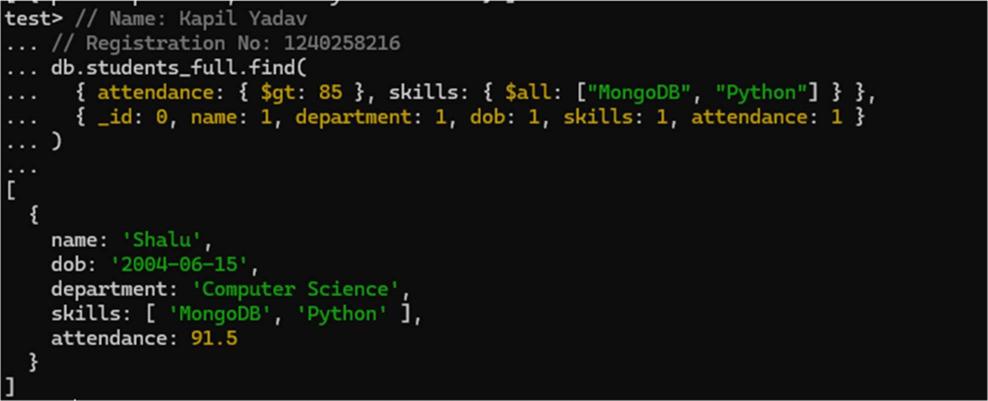 test> // Name: Kapil Yadav
... // Registration No: 1240258216
... db.students_full.find(
...   { attendance: { $gt: 85 }, skills: { $all: ["MongoDB", "Python"] } },
...   { _id: 0, name: 1, department: 1, dob: 1, skills: 1, attendance: 1 }
... )
...
[
  {
    name: 'Shalu',
    dob: '2004-06-15',
    department: 'Computer Science',
    skills: [ 'MongoDB', 'Python' ],
    attendance: 91.5
  }
]